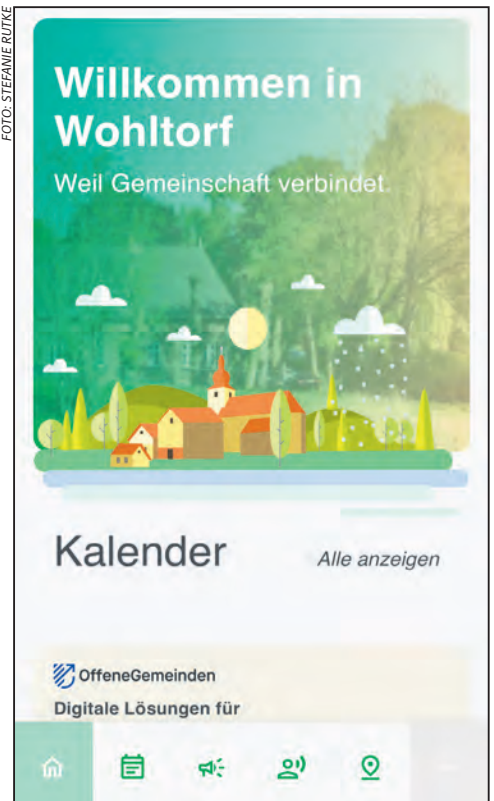 FOTO: STEFANIE RUTKE
Willkommen in
Wohltorf
Weil Gemeinschaft verbindet.
Kalender
Alle anzeigen
OffeneGemeinden
Digitale Lösungen für